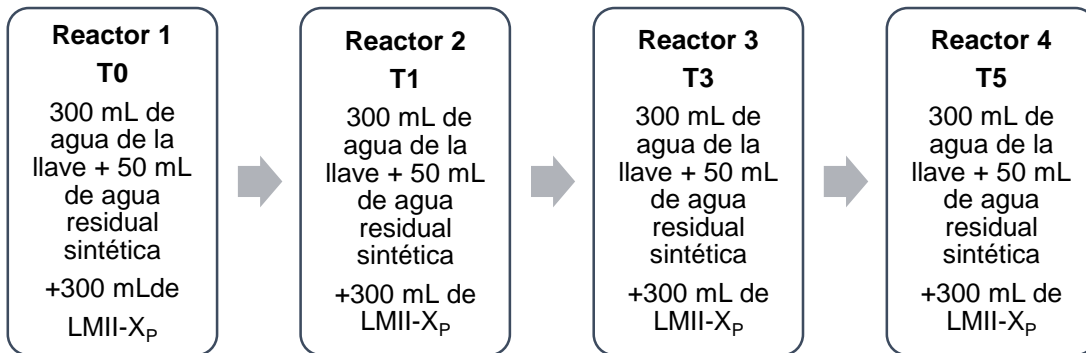 Reactor 1
T0
300 mL de
agua de la
llave + 50 mL
de agua
residual
sintética
+300 mLde
LMII-XP
Reactor 2
T1
300 mL de
agua de la
llave + 50 mL
de agua
residual
sintética
+300 mL de
LMII-XP
Reactor 3
T3
300 mL de
agua de la
llave + 50 mL
de agua
residual
sintética
+300 mL de
LMII-XP
Reactor 4
T5
300 mL de
agua de la
llave + 50 mL
de agua
residual
sintética
+300 mL de
LMII-XP